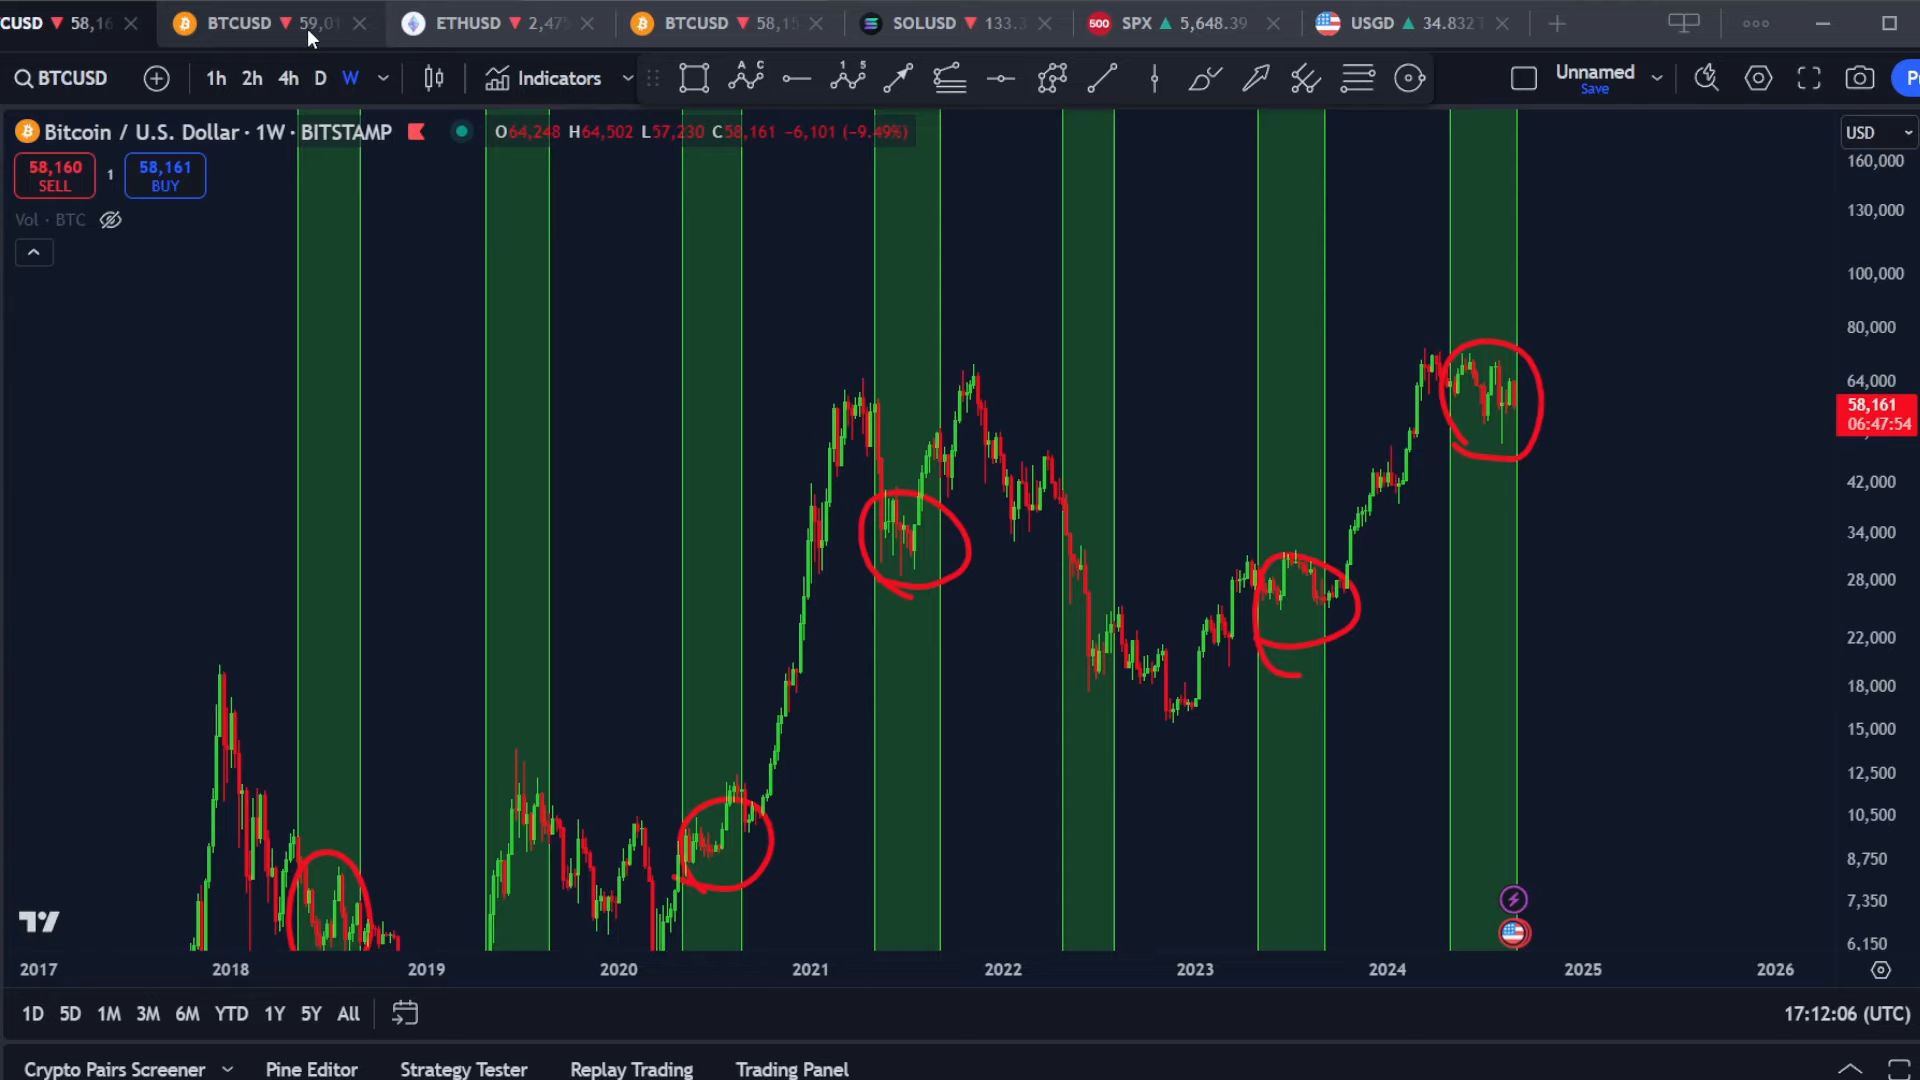 CUSD 58,16
BTCUSD 59,01
ETHUSD 2,47
BTCUSD 58,15
SOLUSD 133.3
500 SPX 5,648.39
USGD 34.8327
BTCUSD
1h 2h 4h D W
Indicators
A C
1 5
Unnamed
Save
Bitcoin / U.S. Dollar · 1W · BITSTAMP
O64,248 H64,502 L57,230 C58,161 −6,101 (−9.49%)
USD
58,160
SELL
1
58,161
BUY
Vol · BTC
160,000
130,000
100,000
80,000
64,000
58,161
06:47:54
42,000
34,000
28,000
22,000
18,000
15,000
12,500
10,500
8,750
7,350
6,150
2017 2018 2019 2020 2021 2022 2023 2024 2025 2026
1D 5D 1M 3M 6M YTD 1Y 5Y All
17:12:06 (UTC)
Crypto Pairs Screener Pine Editor Strategy Tester Replay Trading Trading Panel